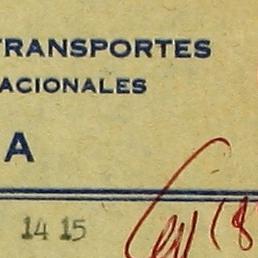 TRANSPORTES
ACIONALES
A
14 15